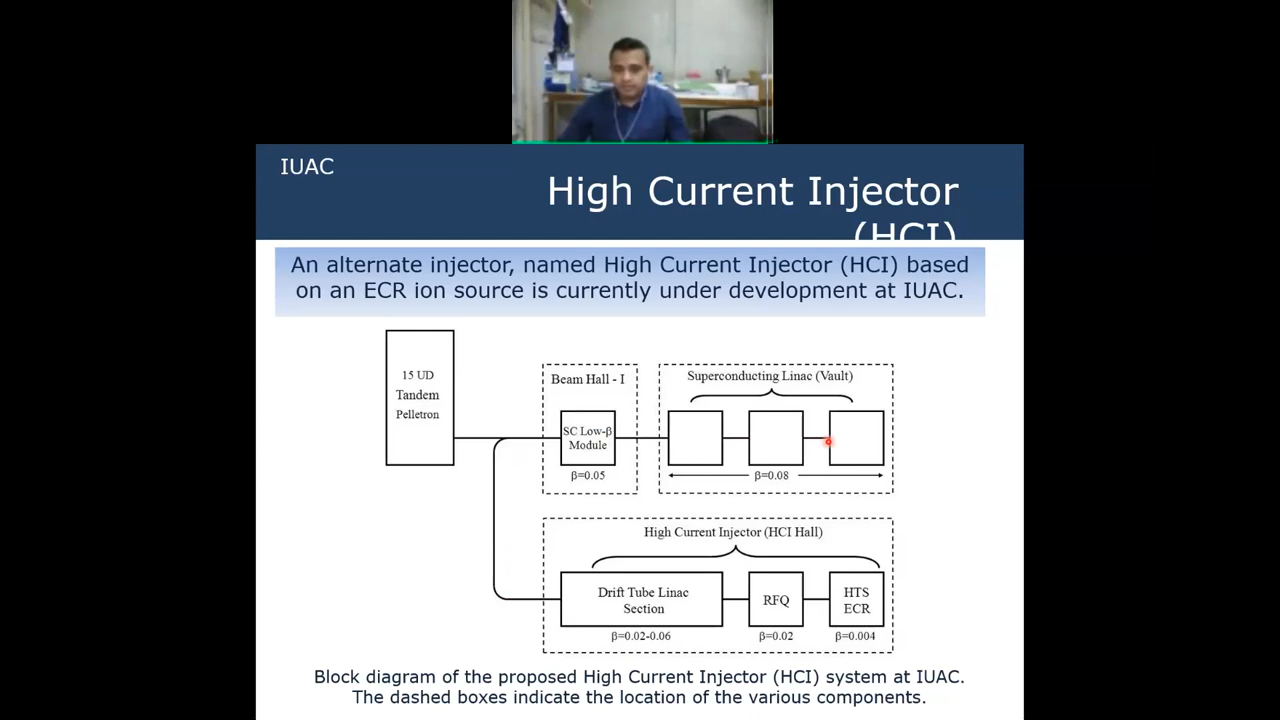 IUAC
High Current Injector
(HCI)
An alternate injector, named High Current Injector (HCI) based
on an ECR ion source is currently under development at IUAC.
15 UD
Tandem
Pelletron
Beam Hall - I
SC Low-β
Module
β=0.05
Superconducting Linac (Vault)
β=0.08
High Current Injector (HCI Hall)
Drift Tube Linac
Section
β=0.02-0.06
RFQ
β=0.02
HTS
ECR
β=0.004
Block diagram of the proposed High Current Injector (HCI) system at IUAC.
The dashed boxes indicate the location of the various components.